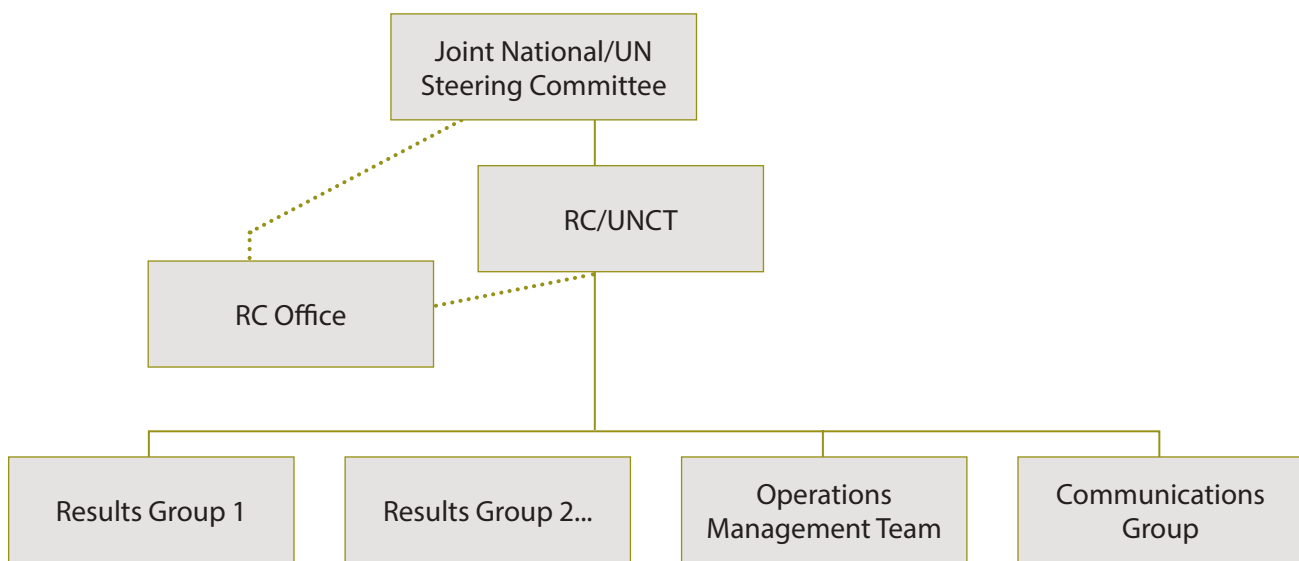 Joint National/UN
Steering Committee
RC/UNCT
RC Office
Results Group 1
Results Group 2...
Operations
Management Team
Communications
Group